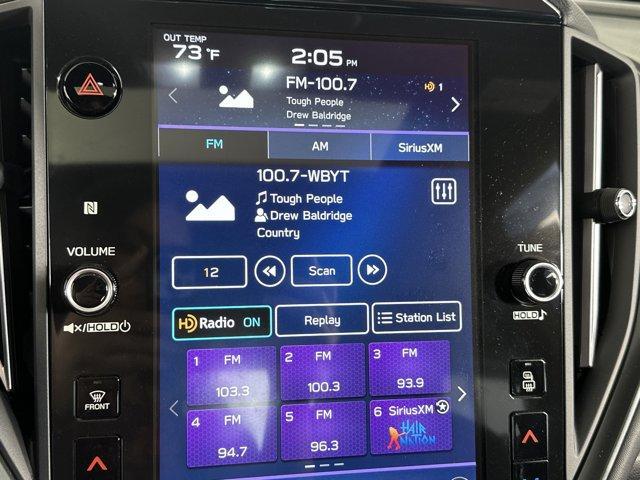 OUT TEMP
73 °F
2:05 PM
FM-100.7
HD 1
Tough People
Drew Baldridge
FM AM SiriusXM
100.7-WBYT
Tough People
Drew Baldridge
Country
VOLUME
TUNE
12 Scan
HOLD
HOLD
HD Radio ON Replay Station List
1 FM 103.3
2 FM 100.3
3 FM 93.9
FRONT
4 FM 94.7
5 FM 96.3
6 SiriusXM HAIR NATION